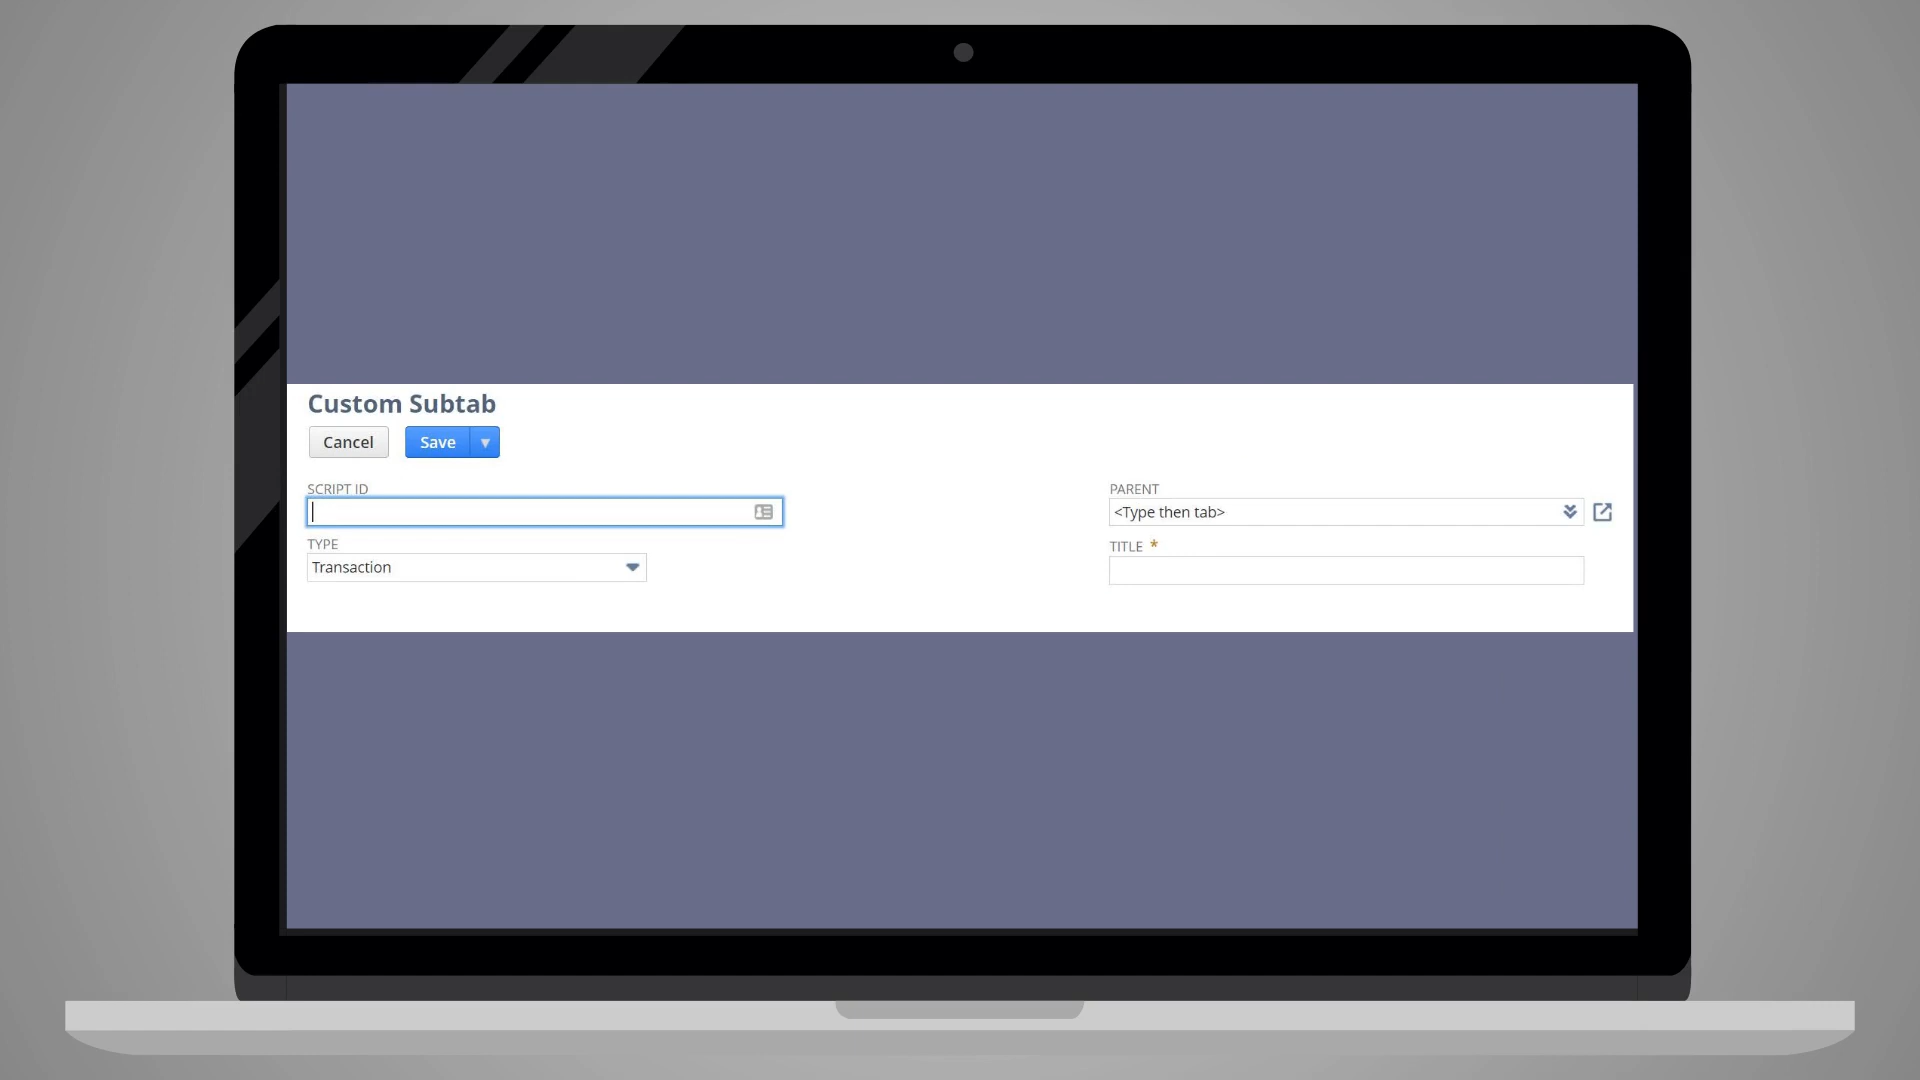 Custom Subtab
Cancel
Save
SCRIPT ID
TYPE
Transaction
PARENT
<Type then tab>
TITLE *